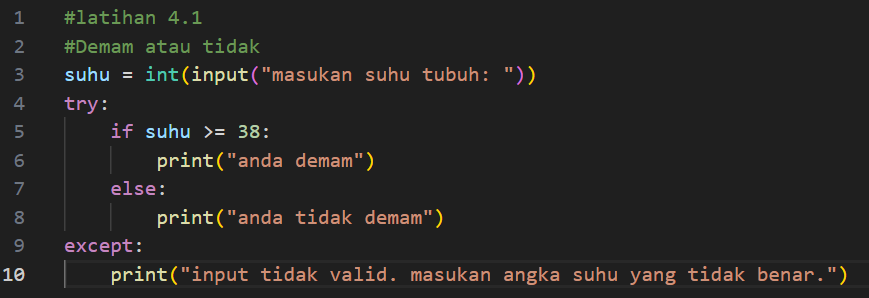 1 #latihan 4.1
2 #Demam atau tidak
3 suhu = int(input("masukan suhu tubuh: "))
4 try:
5     if suhu >= 38:
6         print("anda demam")
7     else:
8         print("anda tidak demam")
9 except:
10     print("input tidak valid. masukan angka suhu yang tidak benar.")